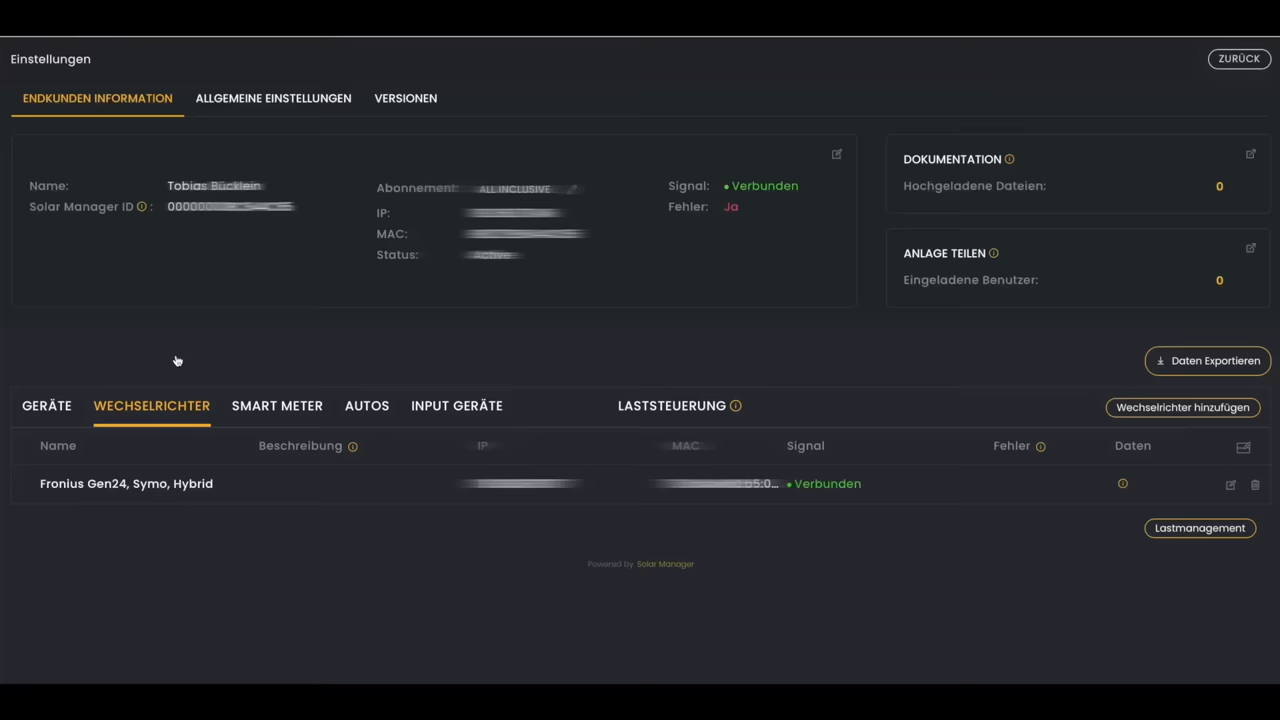 Einstellungen
ZURÜCK
ENDKUNDEN INFORMATION ALLGEMEINE EINSTELLUNGEN VERSIONEN
Name: Tobias Bücklein
Solar Manager ID :
Abonnement: ALL INCLUSIVE
IP:
MAC:
Status: Active
Signal: Verbunden
Fehler: Ja
DOKUMENTATION
Hochgeladene Dateien: 0
ANLAGE TEILEN
Eingeladene Benutzer: 0
Daten Exportieren
GERÄTE WECHSELRICHTER SMART METER AUTOS INPUT GERÄTE LASTSTEUERUNG
Wechselrichter hinzufügen
Name Beschreibung IP MAC Signal Fehler Daten
Fronius Gen24, Symo, Hybrid Verbunden
Lastmanagement
Powered by Solar Manager